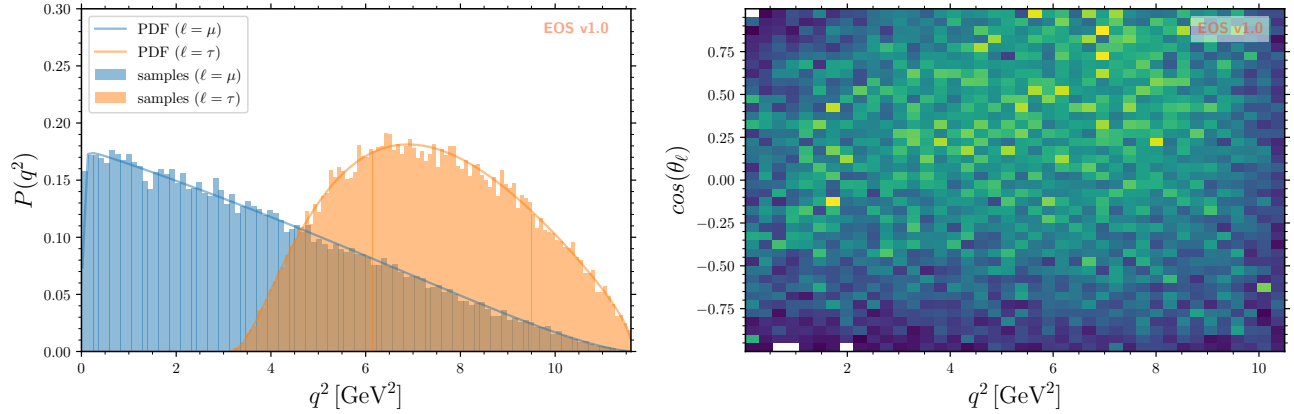 0.30
0.25
0.20
0.15
0.10
0.05
0.00
P(q²)
PDF (ℓ = μ)
PDF (ℓ = τ)
samples (ℓ = μ)
samples (ℓ = τ)
EOS v1.0
0 2 4 6 8 10
q² [GeV²]
0.75
0.50
0.25
0.00
−0.25
−0.50
−0.75
cos(θ_ℓ)
EOS v1.0
2 4 6 8 10
q² [GeV²]